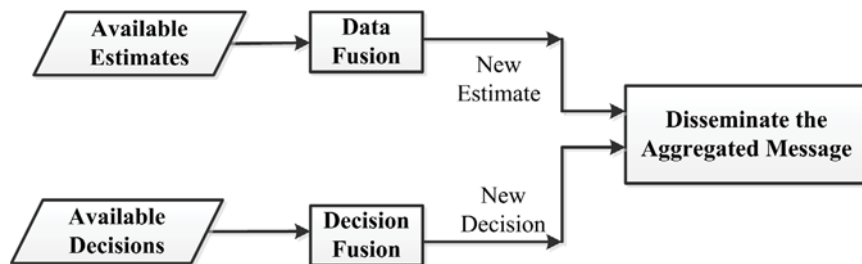 Available
Estimates
Data
Fusion
New
Estimate
Disseminate the
Aggregated Message
Available
Decisions
Decision
Fusion
New
Decision